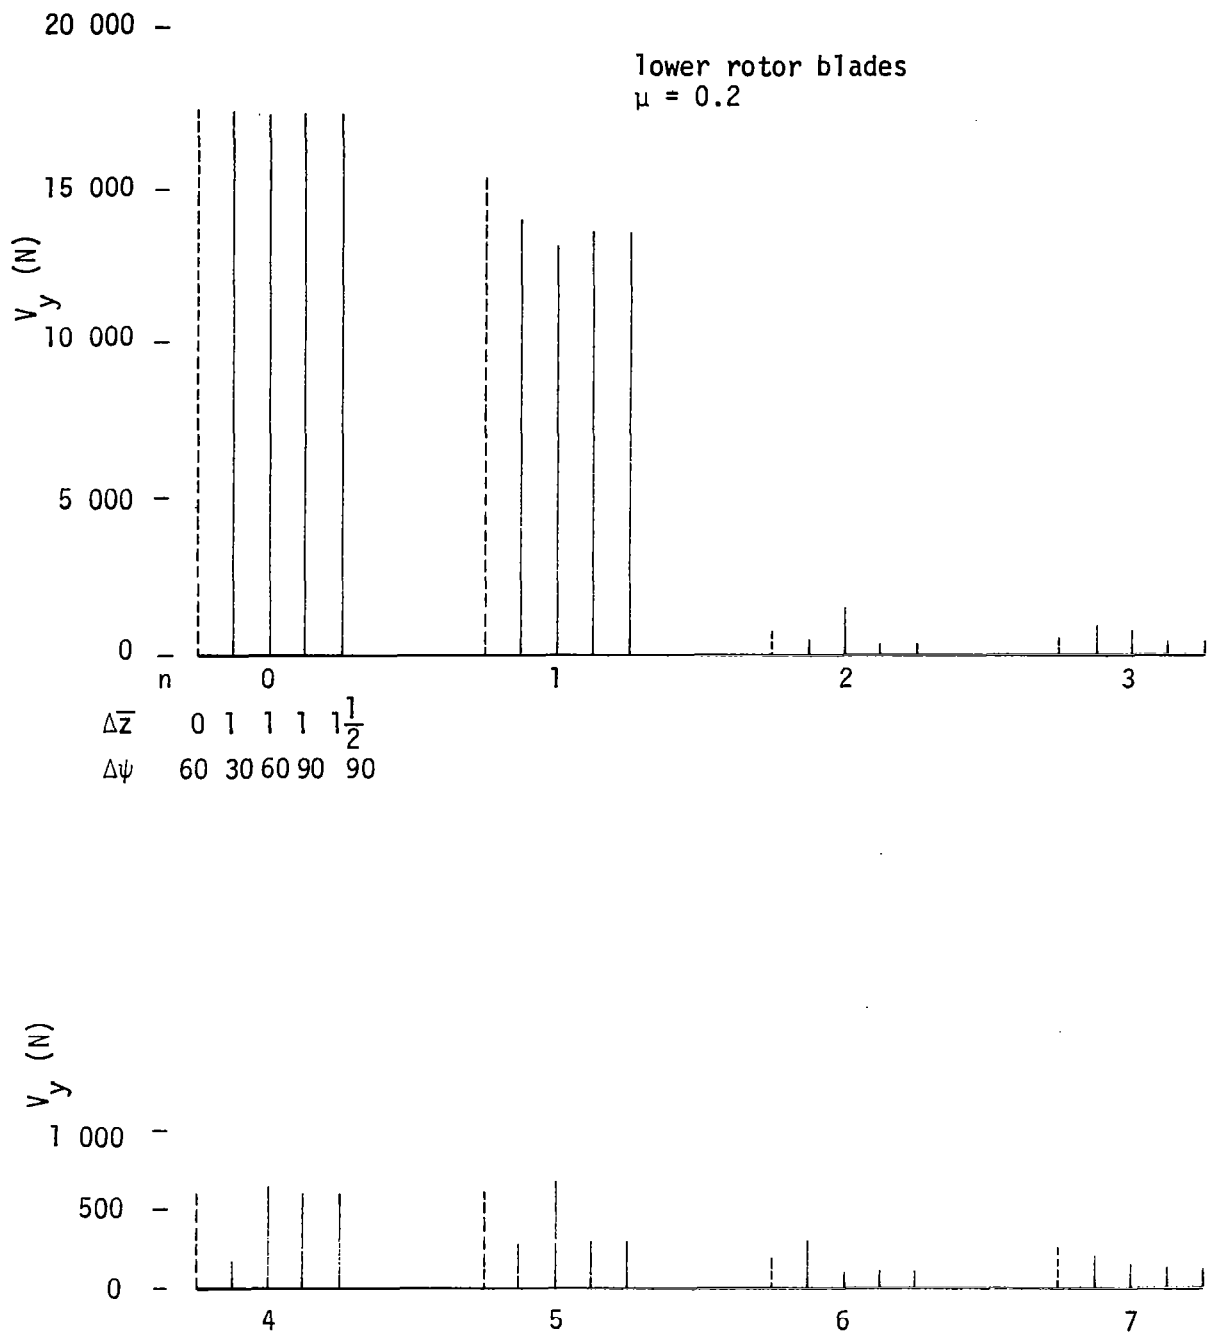 20 000
lower rotor blades
μ = 0.2
15 000
V_y (N)
10 000
5 000
0
n 0 1 2 3
Δz̅ 0 1 1 1 1 1/2
Δψ 60 30 60 90 90
V_y (N)
1 000
500
0
4 5 6 7